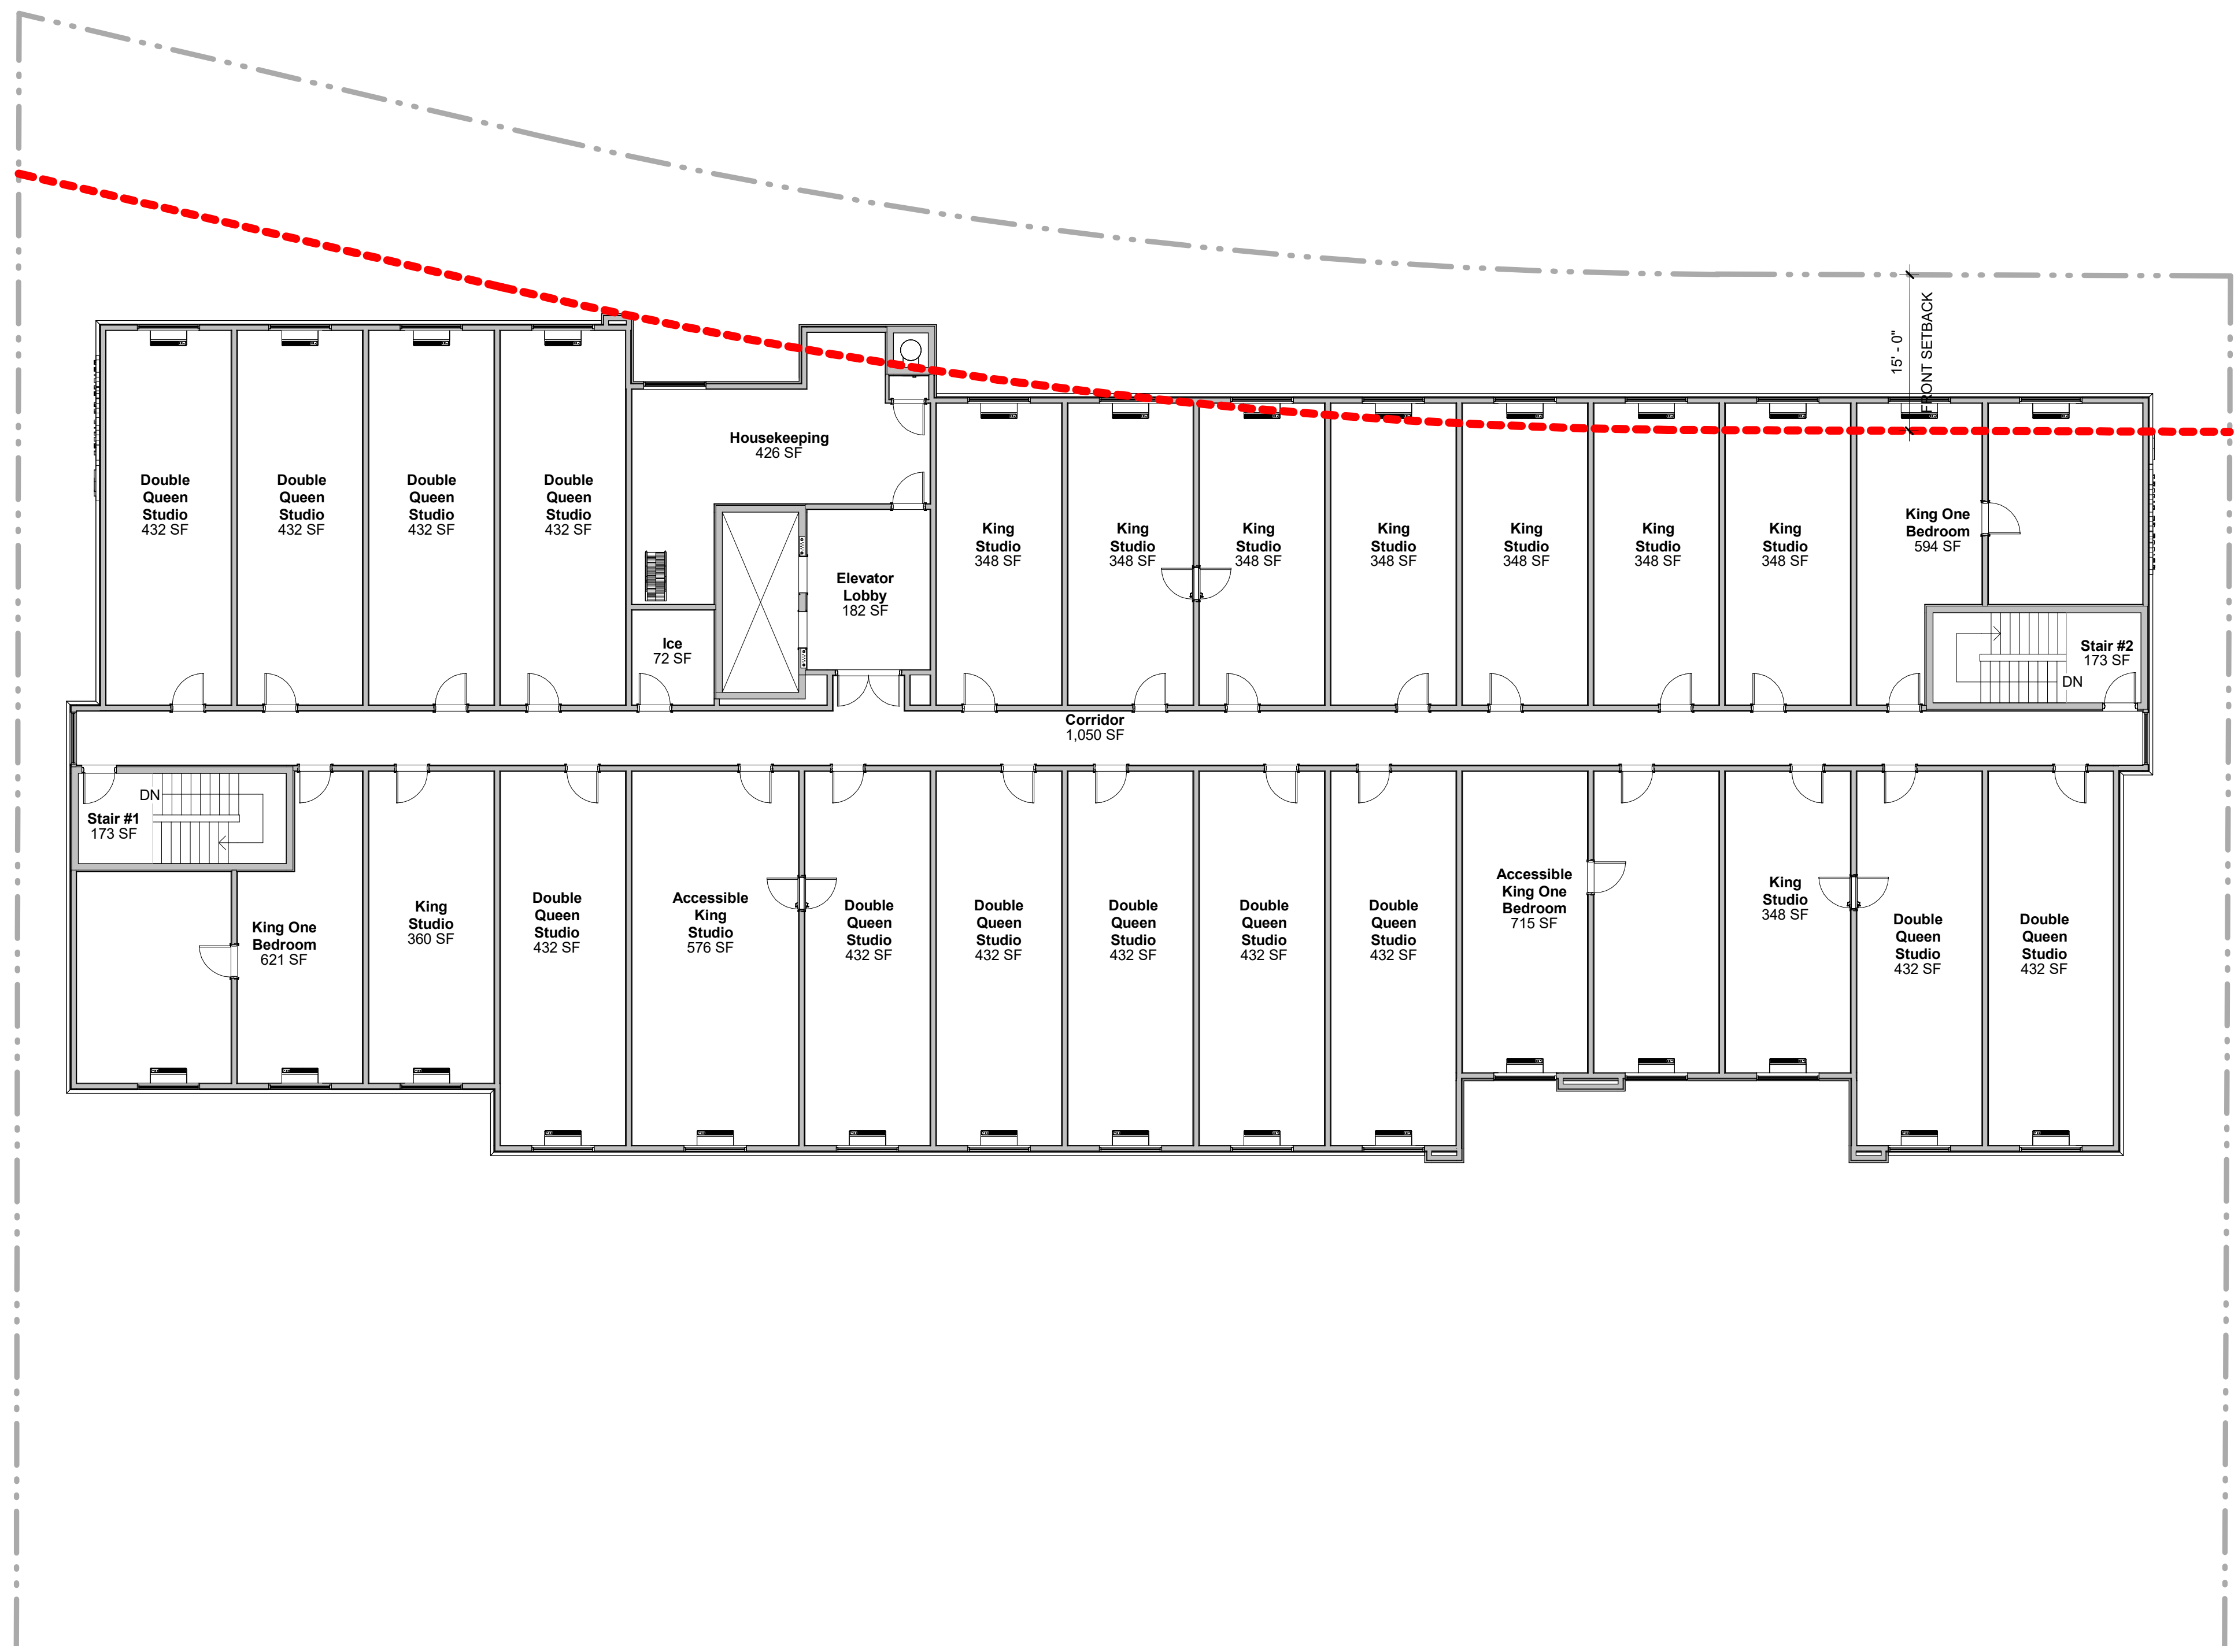 15' - 0"
FRONT SETBACK
Double
Queen
Studio
432 SF
Double
Queen
Studio
432 SF
Double
Queen
Studio
432 SF
Double
Queen
Studio
432 SF
Housekeeping
426 SF
Elevator
Lobby
182 SF
Ice
72 SF
King
Studio
348 SF
King
Studio
348 SF
King
Studio
348 SF
King
Studio
348 SF
King
Studio
348 SF
King
Studio
348 SF
King
Studio
348 SF
King One
Bedroom
594 SF
Stair #2
173 SF
DN
Corridor
1,050 SF
DN
Stair #1
173 SF
King One
Bedroom
621 SF
King
Studio
360 SF
Double
Queen
Studio
432 SF
Accessible
King
Studio
576 SF
Double
Queen
Studio
432 SF
Double
Queen
Studio
432 SF
Double
Queen
Studio
432 SF
Double
Queen
Studio
432 SF
Double
Queen
Studio
432 SF
Accessible
King One
Bedroom
715 SF
King
Studio
348 SF
Double
Queen
Studio
432 SF
Double
Queen
Studio
432 SF